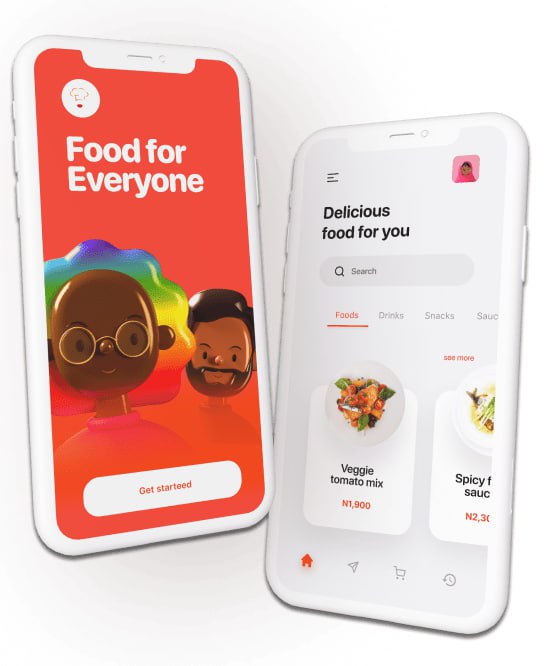 Food for
Everyone
Get starteed
Delicious
food for you
Search
Foods
Drinks
Snacks
Sauc
see more
Veggie
tomato mix
N1,900
Spicy f
sauc
N2,30